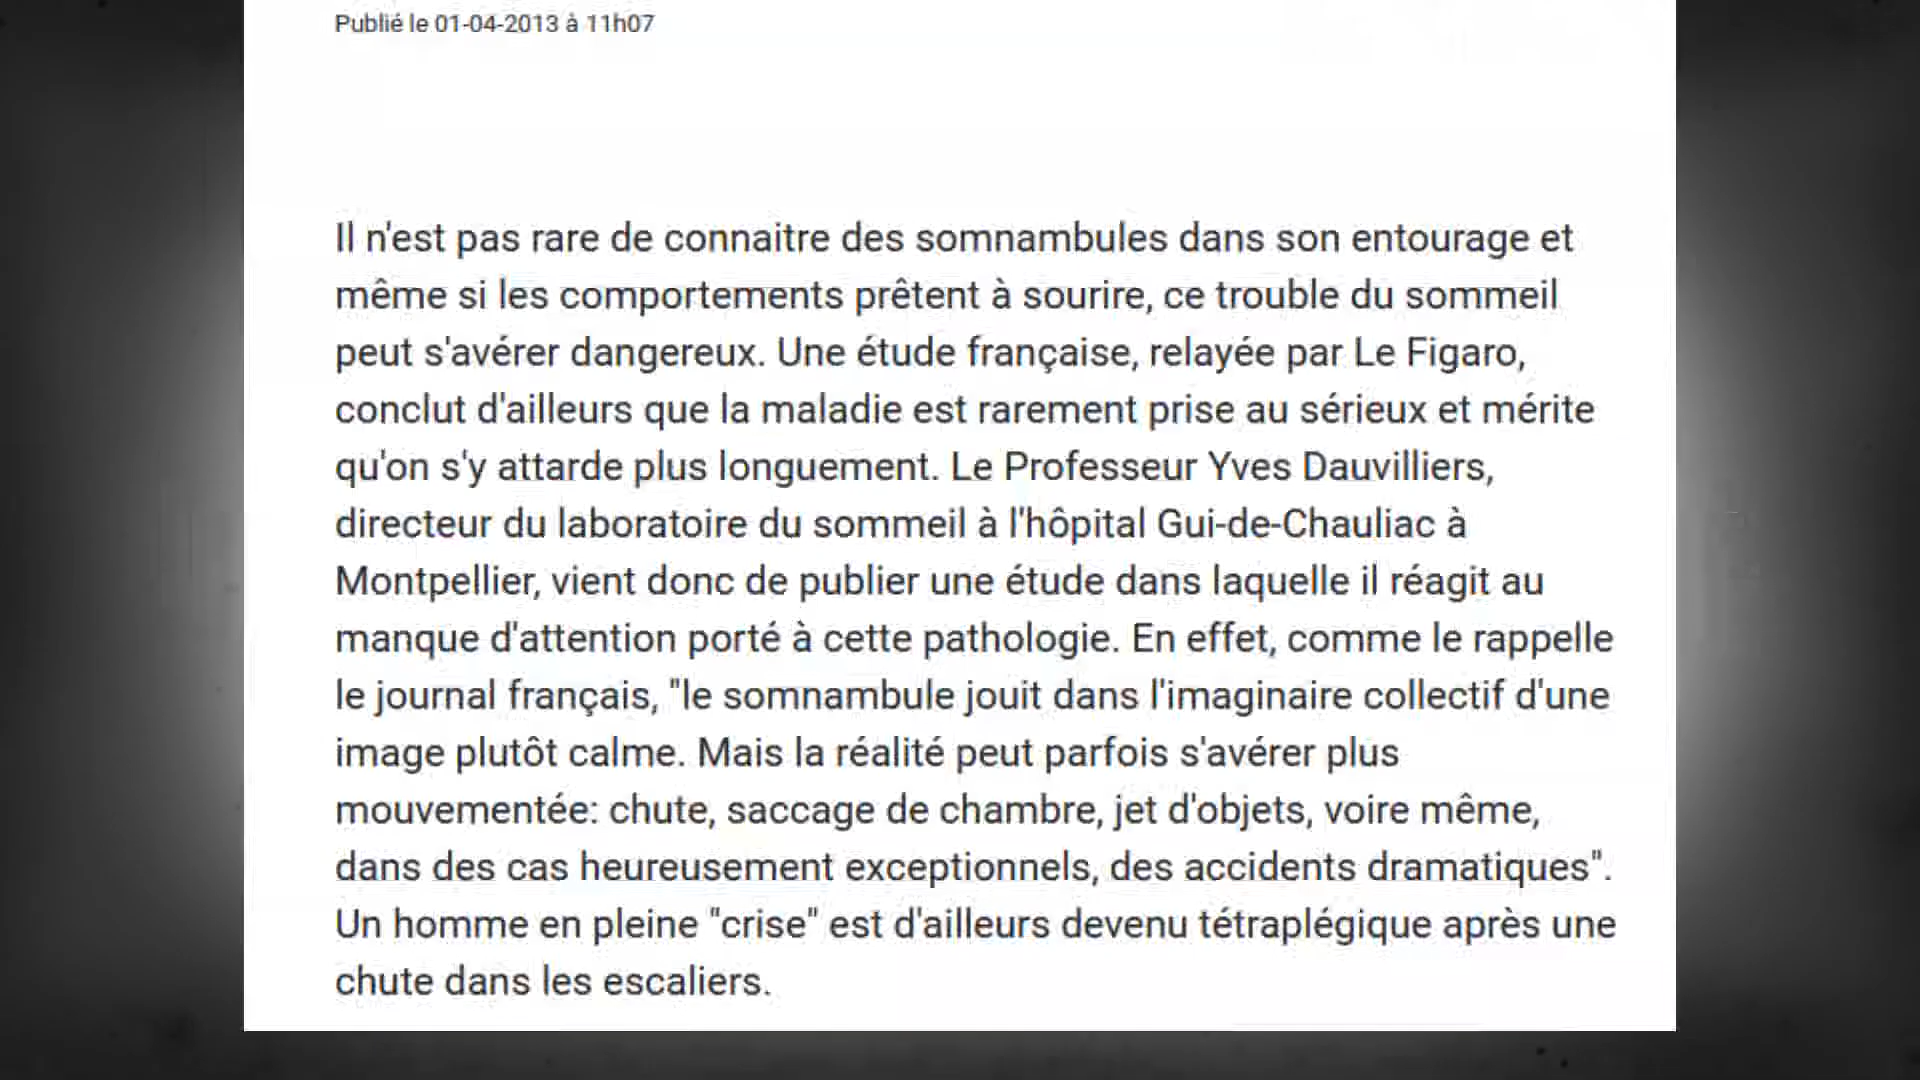 Publié le 01-04-2013 à 11h07
Il n'est pas rare de connaitre des somnambules dans son entourage et
même si les comportements prêtent à sourire, ce trouble du sommeil
peut s'avérer dangereux. Une étude française, relayée par Le Figaro,
conclut d'ailleurs que la maladie est rarement prise au sérieux et mérite
qu'on s'y attarde plus longuement. Le Professeur Yves Dauvilliers,
directeur du laboratoire du sommeil à l'hôpital Gui-de-Chauliac à
Montpellier, vient donc de publier une étude dans laquelle il réagit au
manque d'attention porté à cette pathologie. En effet, comme le rappelle
le journal français, "le somnambule jouit dans l'imaginaire collectif d'une
image plutôt calme. Mais la réalité peut parfois s'avérer plus
mouvementée: chute, saccage de chambre, jet d'objets, voire même,
dans des cas heureusement exceptionnels, des accidents dramatiques".
Un homme en pleine "crise" est d'ailleurs devenu tétraplégique après une
chute dans les escaliers.